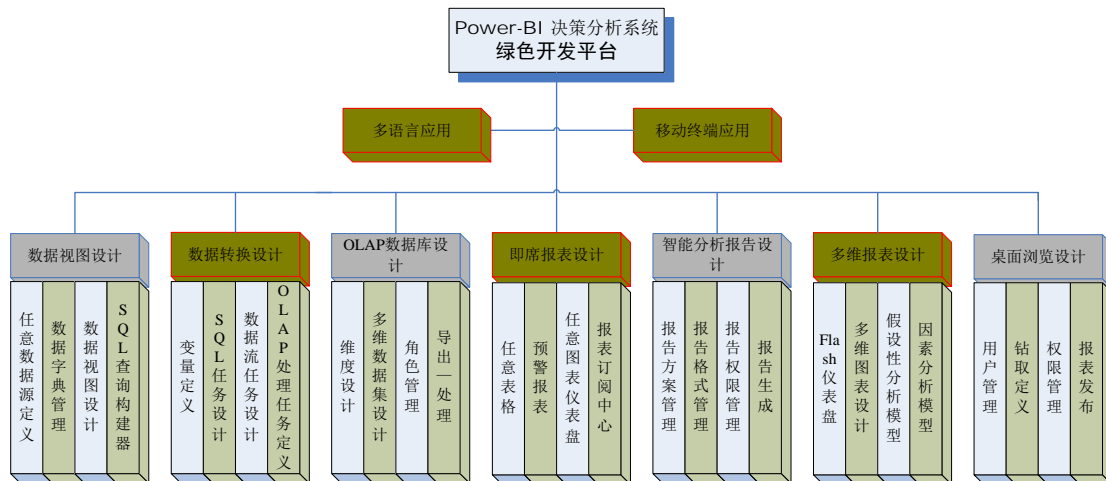 Power-BI 决策分析系统
绿色开发平台
多语言应用
移动终端应用
数据视图设计
数据转换设计
OLAP数据库设
计
即席报表设计
智能分析报告设
计
多维报表设计
桌面浏览设计
任意数据源定义
数据字典管理
数据视图设计
SQL查询构建器
变量定义
SQL任务设计
数据流任务设计
OLAP处理任务定义
维度设计
多维数据集设计
角色管理
导出—处理
任意表格
预警报表
任意图表仪表盘
报表订阅中心
报告方案管理
报告格式管理
报告权限管理
报告生成
Flash仪表盘
多维图表设计
假设性分析模型
因素分析模型
用户管理
钻取定义
权限管理
报表发布